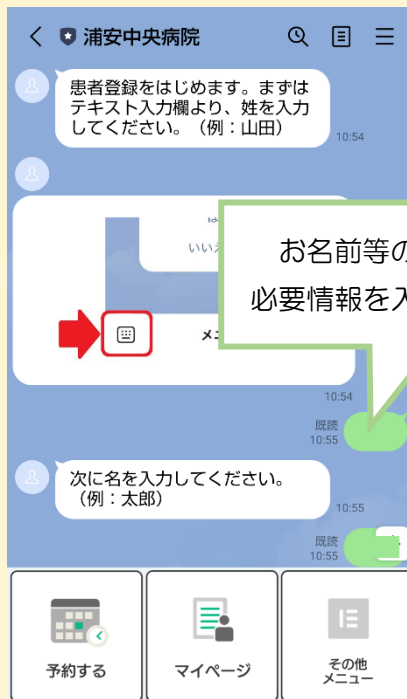 浦安中央病院
患者登録をはじめます。まずは
テキスト入力欄より、姓を入力
してください。（例：山田）
10:54
いいえ
お名前等の
必要情報を入
メニ
10:54
既読
10:55
次に名を入力してください。
（例：太郎）
10:55
既読
10:55
予約する
マイページ
その他
メニュー